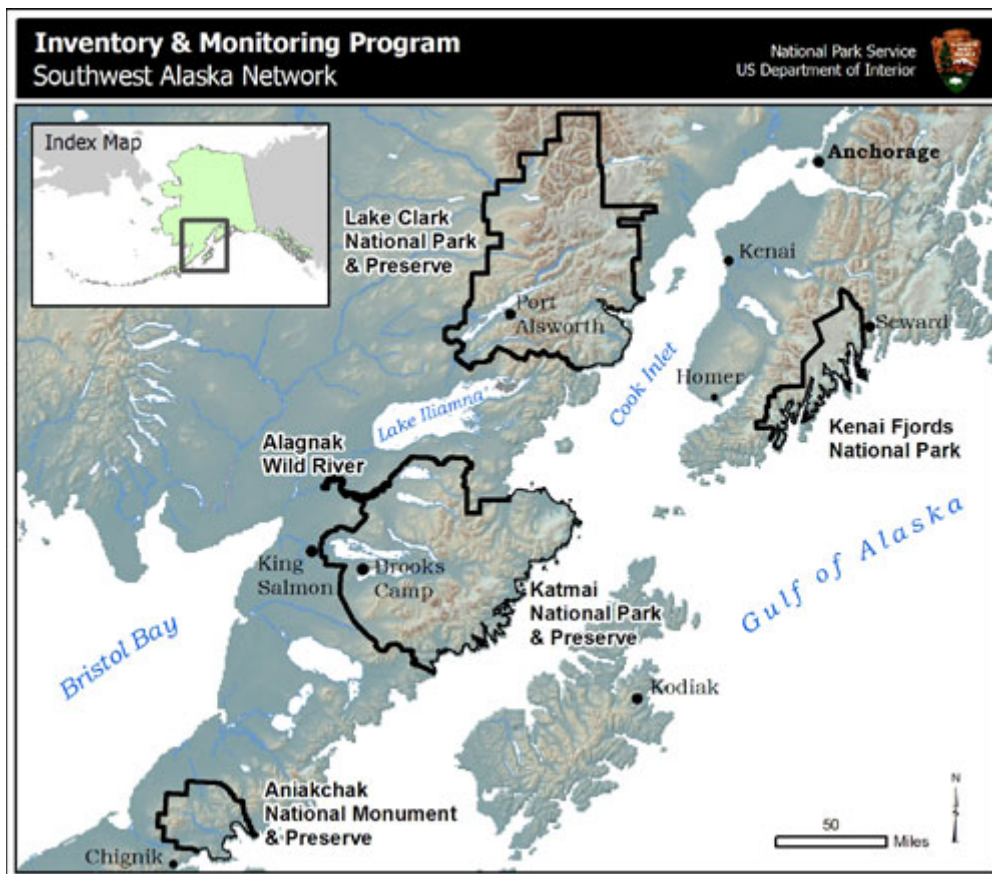 Inventory & Monitoring Program
Southwest Alaska Network
National Park Service
US Department of Interior
Index Map
Anchorage
Lake Clark
National Park
& Preserve
Kenai
Port
Alsworth
Seward
Cook Inlet
Homer
Lake Iliamna
Kenai Fjords
National Park
Alagnak
Wild River
Gulf of Alaska
King
Salmon
Brooks
Camp
Katmai
National Park
& Preserve
Bristol Bay
Kodiak
Aniakchak
National Monument
& Preserve
N
50
Miles
Chignik